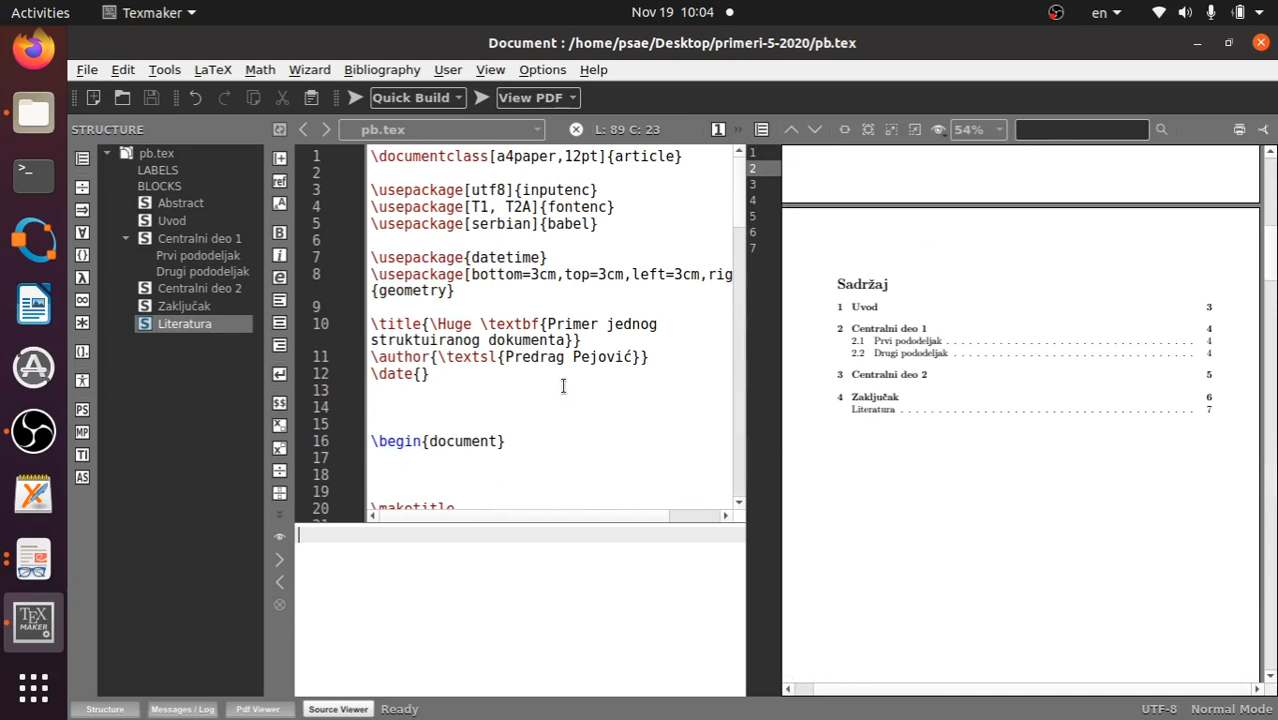 Activities
Texmaker
Nov 19 10:04
en
Document : /home/psae/Desktop/primeri-5-2020/pb.tex
File Edit Tools LaTeX Math Wizard Bibliography User View Options Help
Quick Build
View PDF
STRUCTURE
pb.tex
L: 89 C: 23
1
54%
pb.tex
LABELS
BLOCKS
Abstract
Uvod
Centralni deo 1
Prvi pododeljak
Drugi pododeljak
Centralni deo 2
Zaključak
Literatura
1 \documentclass[a4paper,12pt]{article}
2
3 \usepackage[utf8]{inputenc}
4 \usepackage[T1, T2A]{fontenc}
5 \usepackage[serbian]{babel}
6
7 \usepackage{datetime}
8 \usepackage[bottom=3cm,top=3cm,left=3cm,rig
{geometry}
9
10 \title{\Huge \textbf{Primer jednog
struktuiranog dokumenta}}
11 \author{\textsl{Predrag Pejović}}
12 \date{}
13
14
15
16 \begin{document}
17
18
19
20 \maketitle
1
2
3
4
5
6
7
Sadržaj
1 Uvod 3
2 Centralni deo 1 4
2.1 Prvi pododeljak . . . . . . . . . . . . . . . . . . . . . . . . . . . . . . 4
2.2 Drugi pododeljak . . . . . . . . . . . . . . . . . . . . . . . . . . . . . 4
3 Centralni deo 2 5
4 Zaključak 6
Literatura . . . . . . . . . . . . . . . . . . . . . . . . . . . . . . . . . . . 7
Structure
Messages / Log
Pdf Viewer
Source Viewer
Ready
UTF-8
Normal Mode